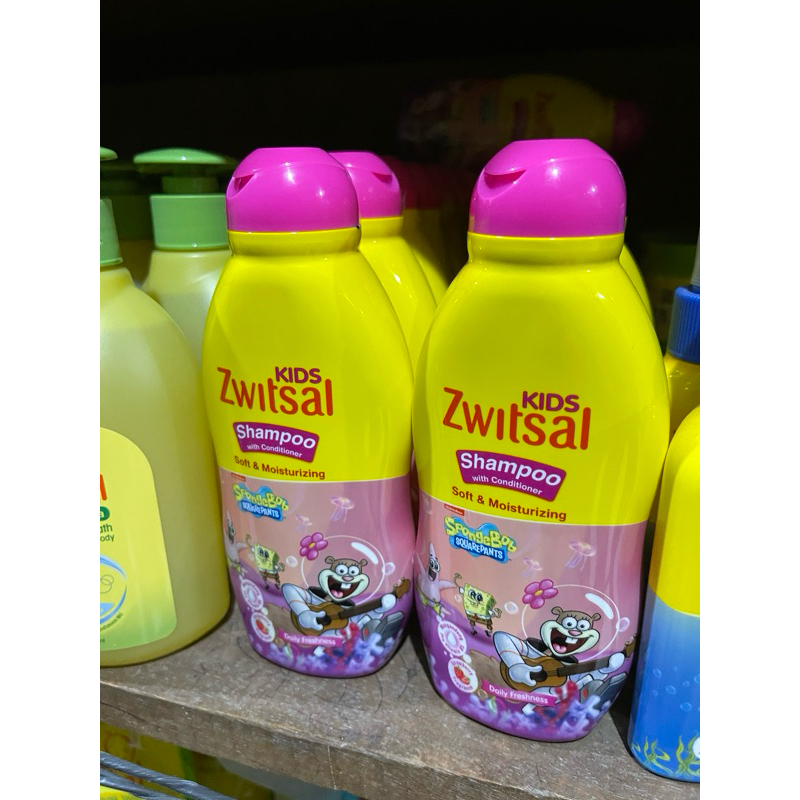 KIDS
Zwitsal
Shampoo
with Conditioner
Soft & Moisturizing
SpongeBob
SQUAREPANTS
Daily Freshness
KIDS
Zwitsal
Shampoo
with Conditioner
Soft & Moisturizing
SpongeBob
SQUAREPANTS
Daily Freshness